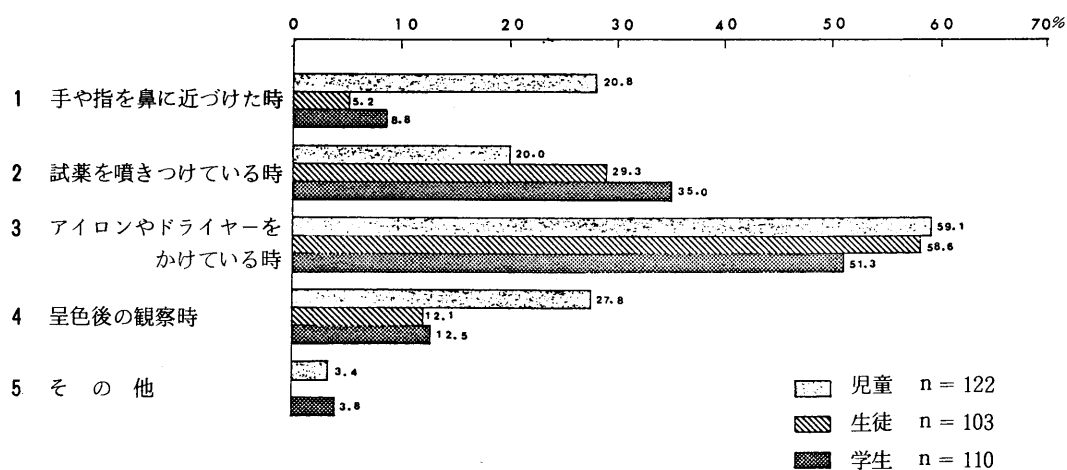 0 10 20 30 40 50 60 70%
1 手や指を鼻に近づけた時
20.8
5.2
8.8
2 試薬を噴きつけている時
20.0
29.3
35.0
3 アイロンやドライヤーを
かけている時
59.1
58.6
51.3
4 呈色後の観察時
27.8
12.1
12.5
5 その他
3.4
3.8
児童 n = 122
生徒 n = 103
学生 n = 110